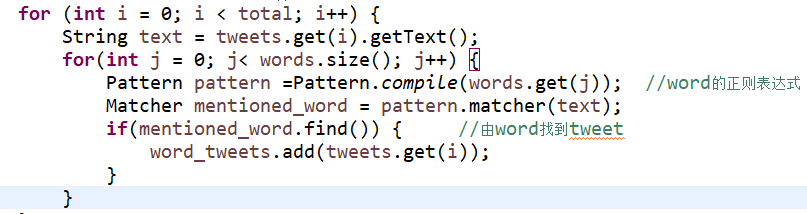 for (int i = 0; i < total; i++) {
    String text = tweets.get(i).getText();
    for(int j = 0; j< words.size(); j++) {
        Pattern pattern =Pattern.compile(words.get(j));  //word的正则表达式
        Matcher mentioned_word = pattern.matcher(text);
        if(mentioned_word.find()) {     //由word找到tweet
            word_tweets.add(tweets.get(i));
        }
    }